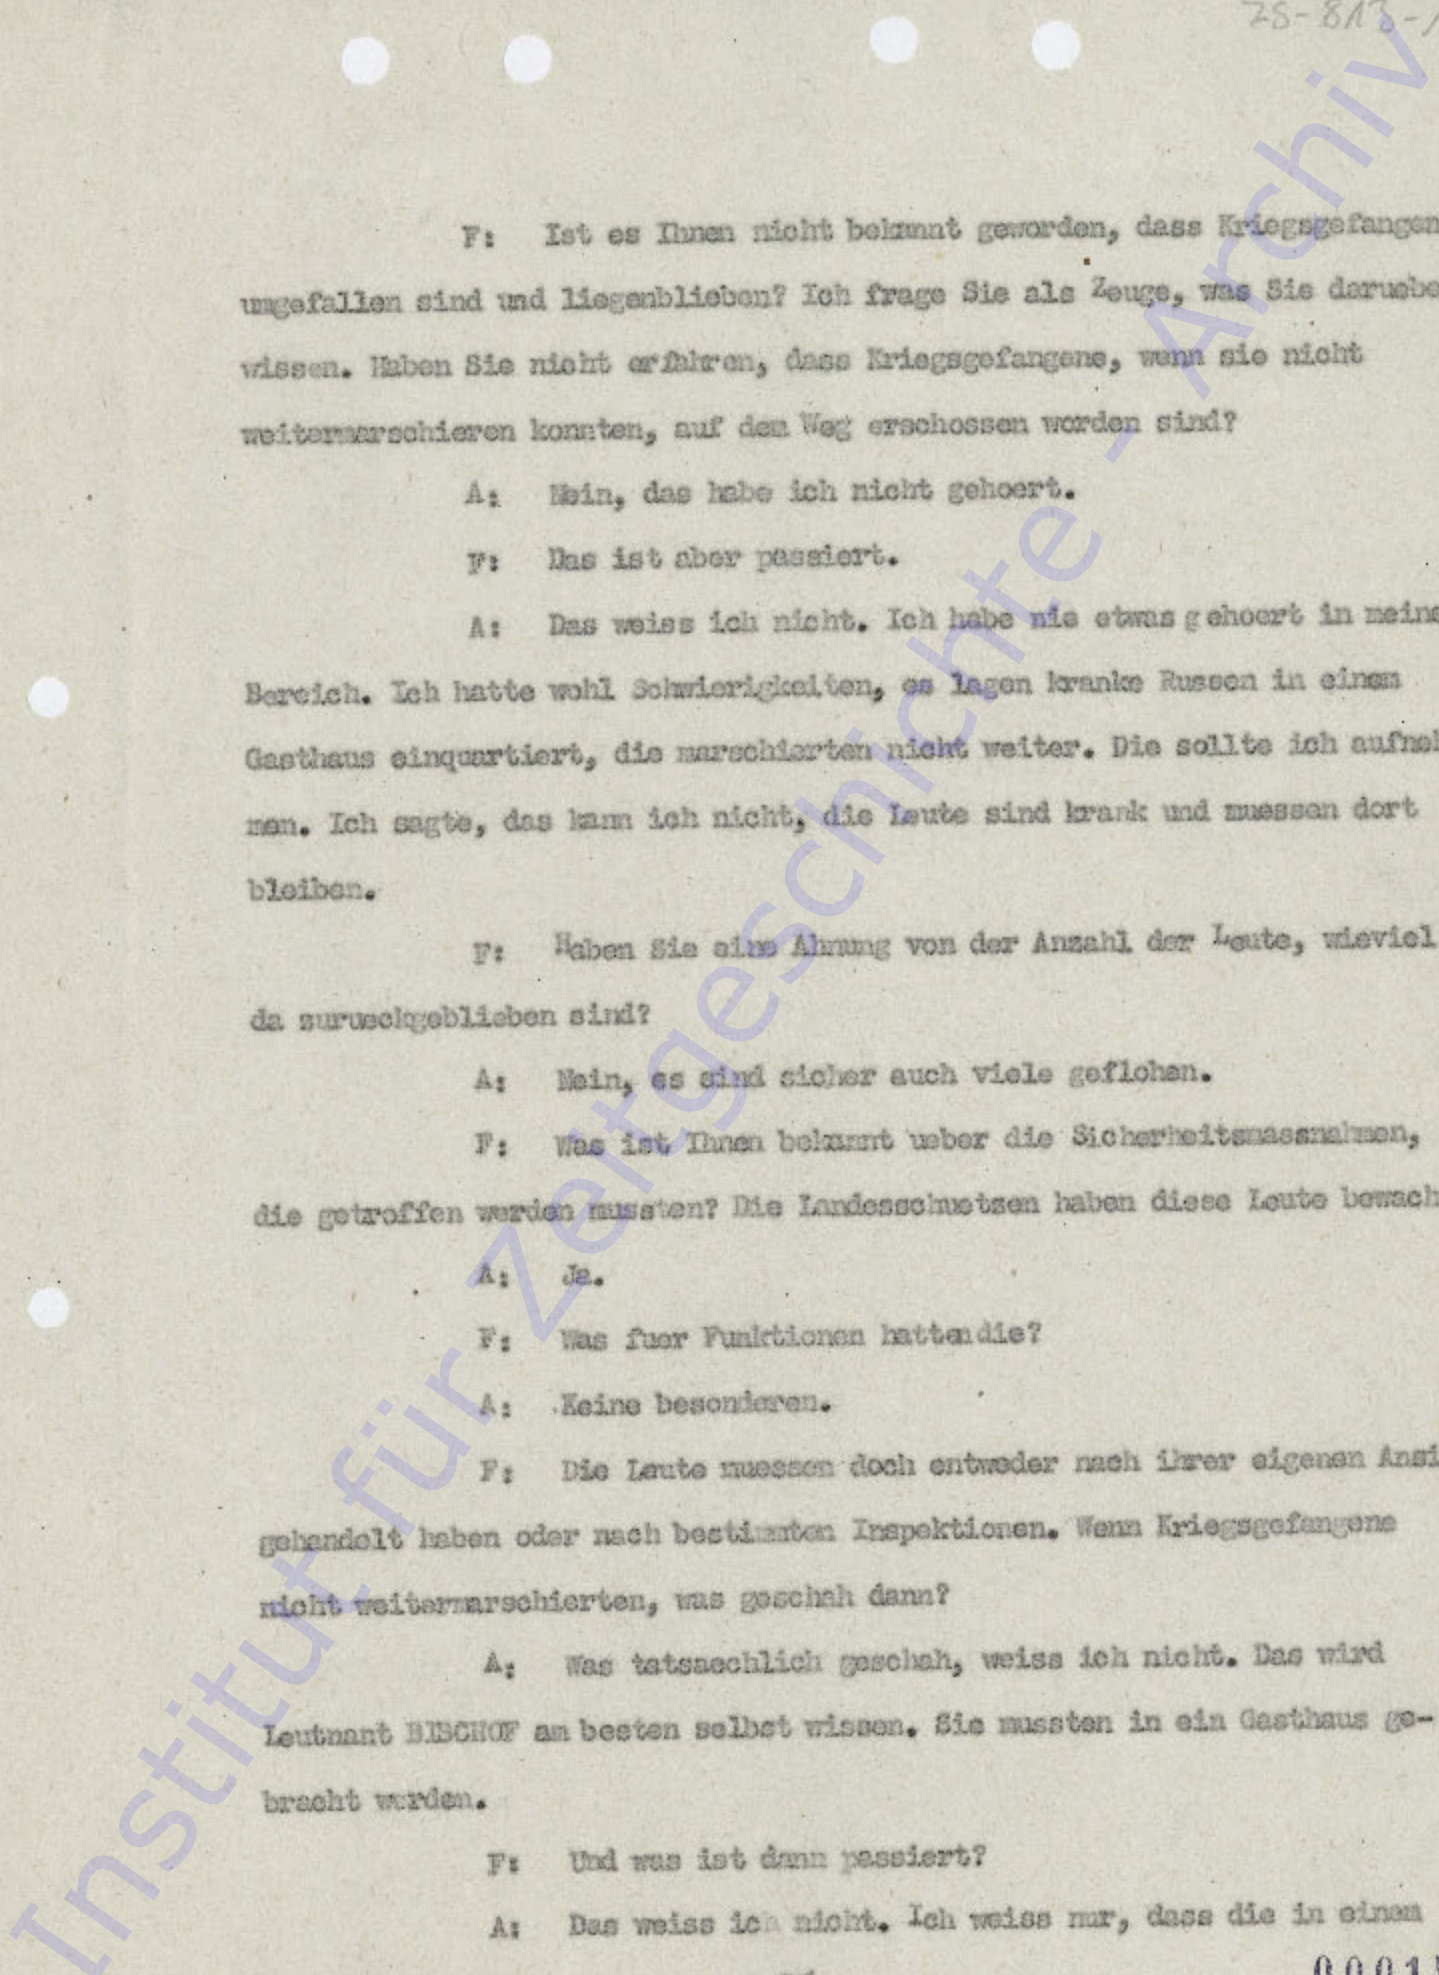 ZS-813-
F: Ist es Ihnen nicht bekannt geworden, dass Kriegsgefangen
umgefallen sind und liegenblieben? Ich frage Sie als Zeuge, was Sie daruebe
wissen. Haben Sie nicht erfahren, dass Kriegsgefangene, wenn sie nicht
weitermarschieren konnten, auf dem Weg erschossen worden sind?
A: Nein, das habe ich nicht gehoert.
F: Das ist aber passiert.
A: Das weiss ich nicht. Ich habe nie etwas gehoert in meine
Bereich. Ich hatte wohl Schwierigkeiten, es lagen kranke Russen in einem
Gasthaus einquartiert, die marschierten nicht weiter. Die sollte ich aufneh
men. Ich sagte, das kann ich nicht, die Leute sind krank und muessen dort
bleiben.
F: Haben Sie eine Ahnung von der Anzahl der Leute, wieviel
da zurueckgeblieben sind?
A: Nein, es sind sicher auch viele geflohen.
F: Was ist Ihnen bekannt ueber die Sicherheitsmassnahmen,
die getroffen werden mussten? Die Landesschuetzen haben diese Leute bewach
A: Ja.
F: Was fuer Funktionen hatten die?
A: Keine besonderen.
F: Die Leute muessen doch entweder nach ihrer eigenen Ansi
gehandelt haben oder nach bestimmten Inspektionen. Wenn Kriegsgefangene
nicht weitermarschierten, was geschah dann?
A: Was tatsaechlich geschah, weiss ich nicht. Das wird
Leutnant BISCHOF am besten selbst wissen. Sie mussten in ein Gasthaus ge-
bracht werden.
F: Und was ist dann passiert?
A: Das weiss ich nicht. Ich weiss nur, dass die in einem
0001
Institut für Zeitgeschichte - Archiv